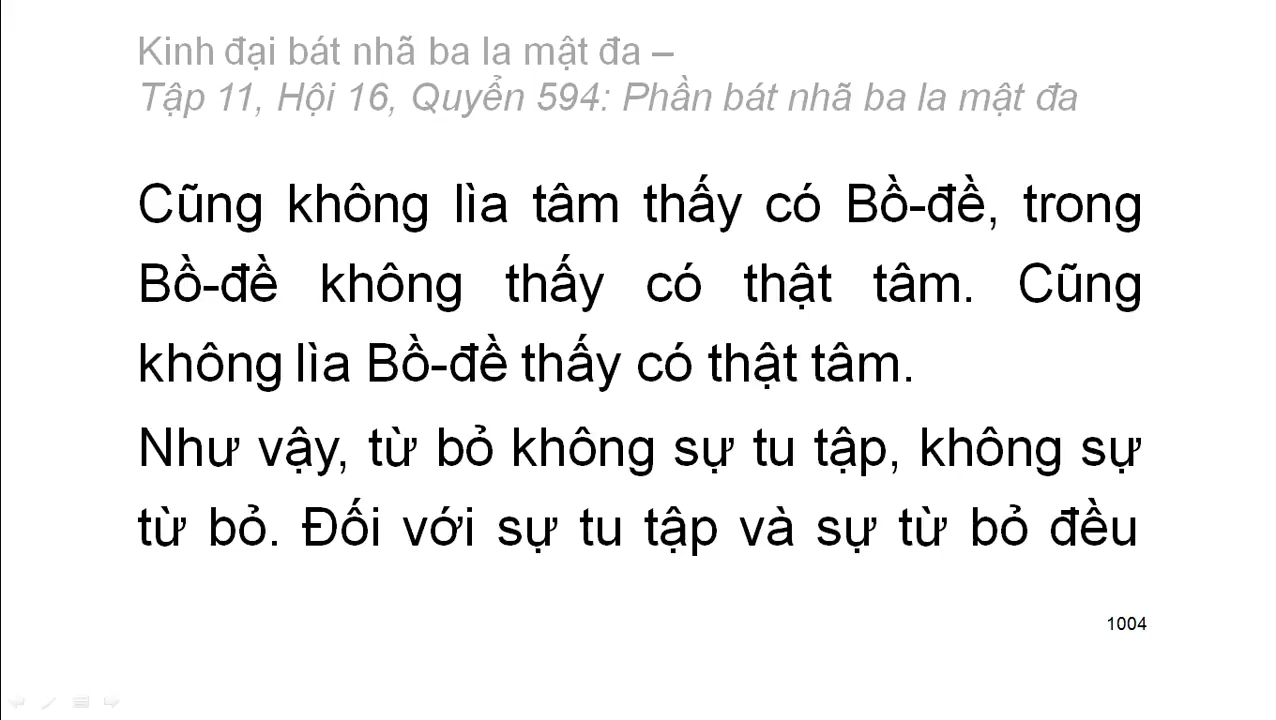 Kinh đại bát nhã ba la mật đa –
Tập 11, Hội 16, Quyển 594: Phần bát nhã ba la mật đa
Cũng không lìa tâm thấy có Bồ-đề, trong
Bồ-đề không thấy có thật tâm. Cũng
không lìa Bồ-đề thấy có thật tâm.
Như vậy, từ bỏ không sự tu tập, không sự
từ bỏ. Đối với sự tu tập và sự từ bỏ đều
1004